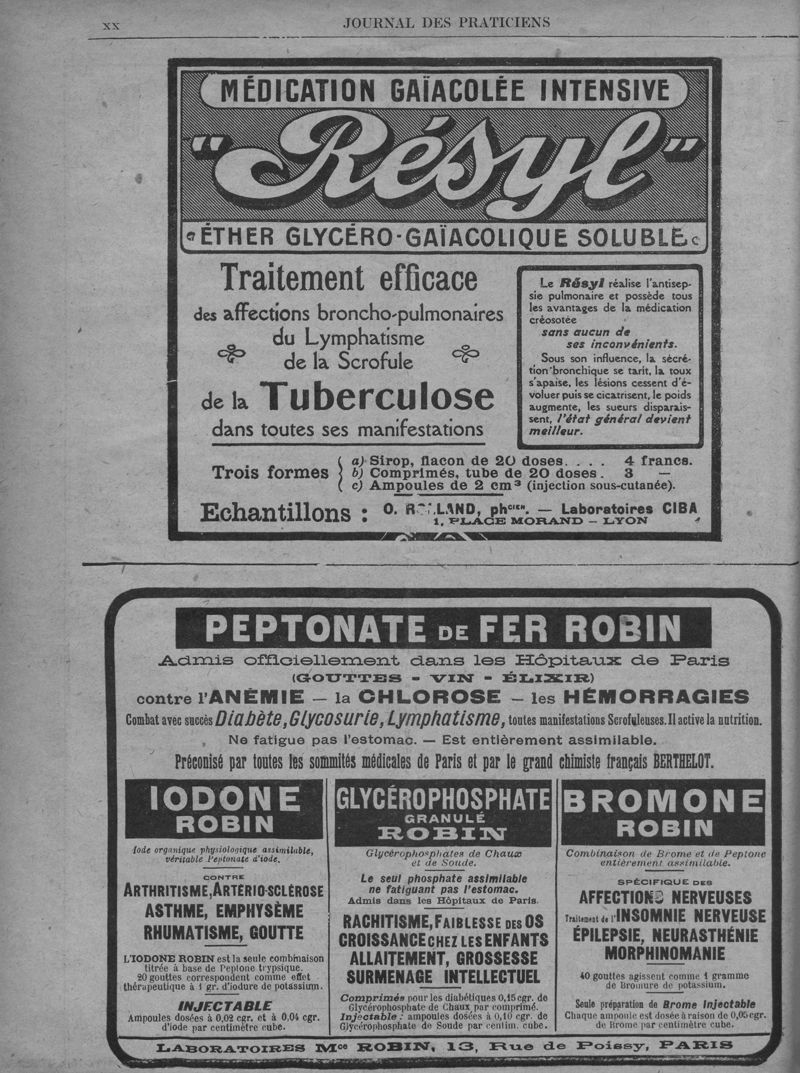 xx
JOURNAL DES PRATICIENS
MÉDICATION GAÏACOLÉE INTENSIVE
"Résyl"
ÉTHER GLYCÉRO-GAÏACOLIQUE SOLUBLE
Traitement efficace
des affections broncho-pulmonaires
du Lymphatisme
de la Scrofule
de la Tuberculose
dans toutes ses manifestations
Le Résyl réalise l'antisep-
sie pulmonaire et possède tous
les avantages de la médication
créosotée
sans aucun de
ses inconvénients.
Sous son influence, la sécré-
tion bronchique se tarit, la toux
s'apaise, les lésions cessent d'é-
voluer puis se cicatrisent, le poids
augmente, les sueurs disparais-
sent, l'état général devient
meilleur.
Trois formes
a) Sirop, flacon de 20 doses. . . . 4 francs.
b) Comprimés, tube de 20 doses . 3 —
c) Ampoules de 2 cm³ (injection sous-cutanée).
Echantillons : O. LAND, phcien. — Laboratoires CIBA
1, PLACE MORAND — LYON
PEPTONATE DE FER ROBIN
Admis officiellement dans les Hôpitaux de Paris
(GOUTTES - VIN - ÉLIXIR)
contre l'ANÉMIE — la CHLOROSE — les HÉMORRAGIES
Combat avec succès Diabète, Glycosurie, Lymphatisme, toutes manifestations Scrofuleuses. Il active la nutrition.
Ne fatigue pas l'estomac. — Est entièrement assimilable.
Préconisé par toutes les sommités médicales de Paris et par le grand chimiste français BERTHELOT.
IODONE
ROBIN
Iode organique physiologique assimilable,
véritable Peptonate d'iode.
CONTRE
ARTHRITISME, ARTÉRIO-SCLÉROSE
ASTHME, EMPHYSÈME
RHUMATISME, GOUTTE
L'IODONE ROBIN est la seule combinaison
titrée à base de Peptone trypsique.
20 gouttes correspondent comme effet
thérapeutique à 1 gr. d'iodure de potassium.
INJECTABLE
Ampoules dosées à 0,02 cgr. et à 0,04 cgr.
d'iode par centimètre cube.
GLYCÉROPHOSPHATE
GRANULÉ
ROBIN
Glycérophosphates de Chaux
et de Soude.
Le seul phosphate assimilable
ne fatiguant pas l'estomac.
Admis dans les Hôpitaux de Paris.
RACHITISME, FAIBLESSE DES OS
CROISSANCE CHEZ LES ENFANTS
ALLAITEMENT, GROSSESSE
SURMENAGE INTELLECTUEL
Comprimés pour les diabétiques 0,15 cgr. de
Glycérophosphate de Chaux par comprimé.
Injectable : ampoules dosées à 0,10 cgr. de
Glycérophosphate de Soude par centim. cube.
BROMONE
ROBIN
Combinaison de Brome et de Peptone
entièrement assimilable.
SPÉCIFIQUE DES
AFFECTIONS NERVEUSES
Traitement de l'INSOMNIE NERVEUSE
ÉPILEPSIE, NEURASTHÉNIE
MORPHINOMANIE
40 gouttes agissent comme 1 gramme
de Bromure de potassium.
Seule préparation de Brome Injectable
Chaque ampoule est dosée à raison de 0,05 cgr.
de Brome par centimètre cube.
LABORATOIRES Mce ROBIN, 13, Rue de Poissy, PARIS